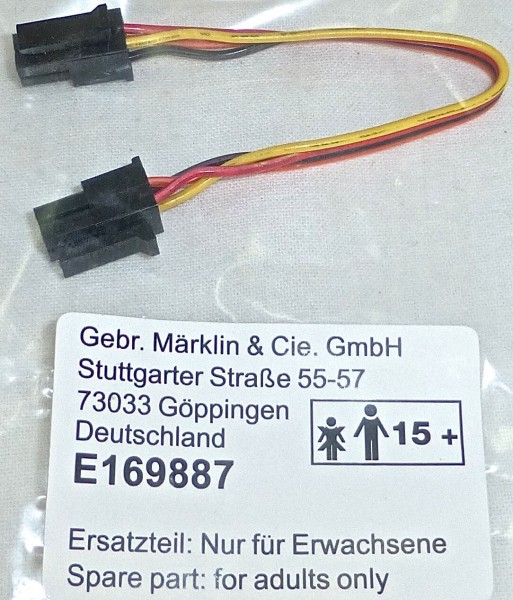 Gebr. Märklin & Cie. GmbH
Stuttgarter Straße 55-57
73033 Göppingen
Deutschland
15 +
E169887
Ersatzteil: Nur für Erwachsene
Spare part: for adults only